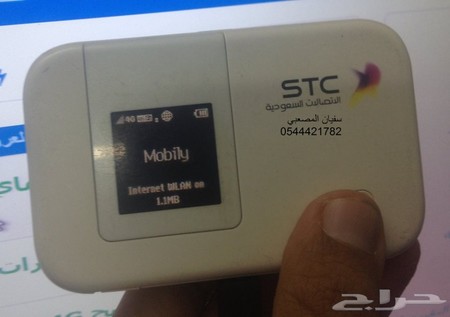 STC
الاتصالات السعودية
سفيان المصعبي
0544421782
4G
Mobily
Internet WLAN on
1.1MB
حراج